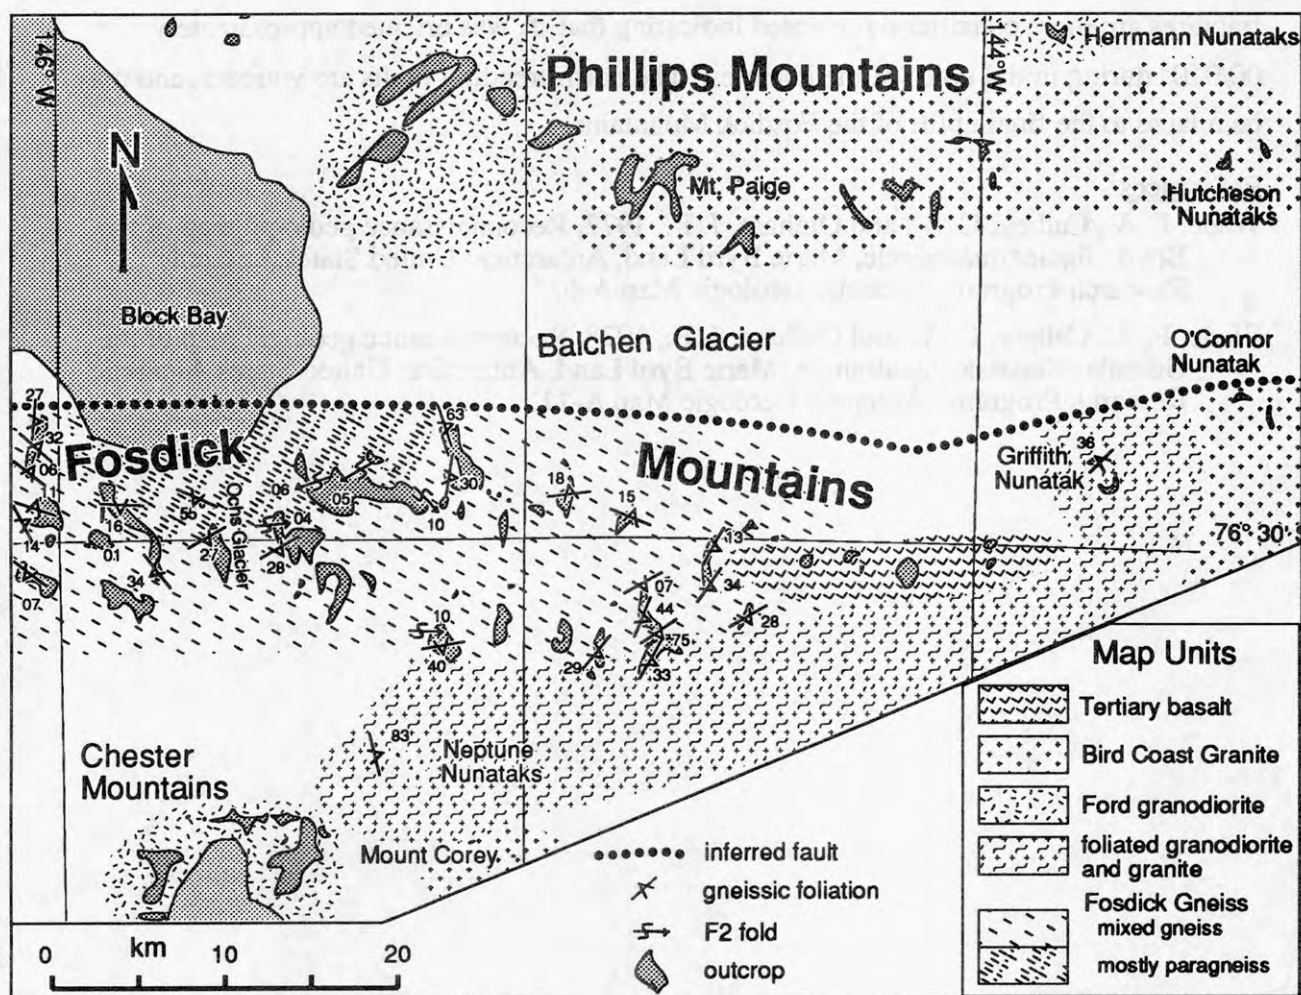 146° W
144° W
Herrmann Nunataks
Phillips Mountains
N
Mt. Paige
Hutcheson
Nunataks
Block Bay
Balchen Glacier
O'Connor
Nunatak
27
63
32
Fosdick
36
06
Mountains
Griffith
Nunatak
30
18
11
06
05
15
Ochs Glacier
16
56
04
10
76° 30' S
14
01
27
13
28
34
07
34
07
44
10
28
75
40
29
33
83
Neptune
Nunataks
Chester
Mountains
Mount Corey
Map Units
Tertiary basalt
Bird Coast Granite
Ford granodiorite
foliated granodiorite
and granite
Fosdick Gneiss
mixed gneiss
mostly paragneiss
inferred fault
gneissic foliation
F2 fold
outcrop
0 km 10 20